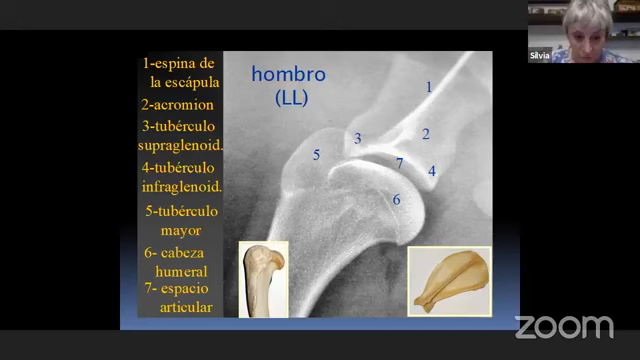 1-espina de
la escápula
2-acromion
3-tubérculo
supraglenoid.
4-tubérculo
infraglenoid.
5-tubérculo
mayor
6- cabeza
humeral
7- espacio
articular
hombro
(LL)
1
2
3
4
5
6
7
Silvia
zoom